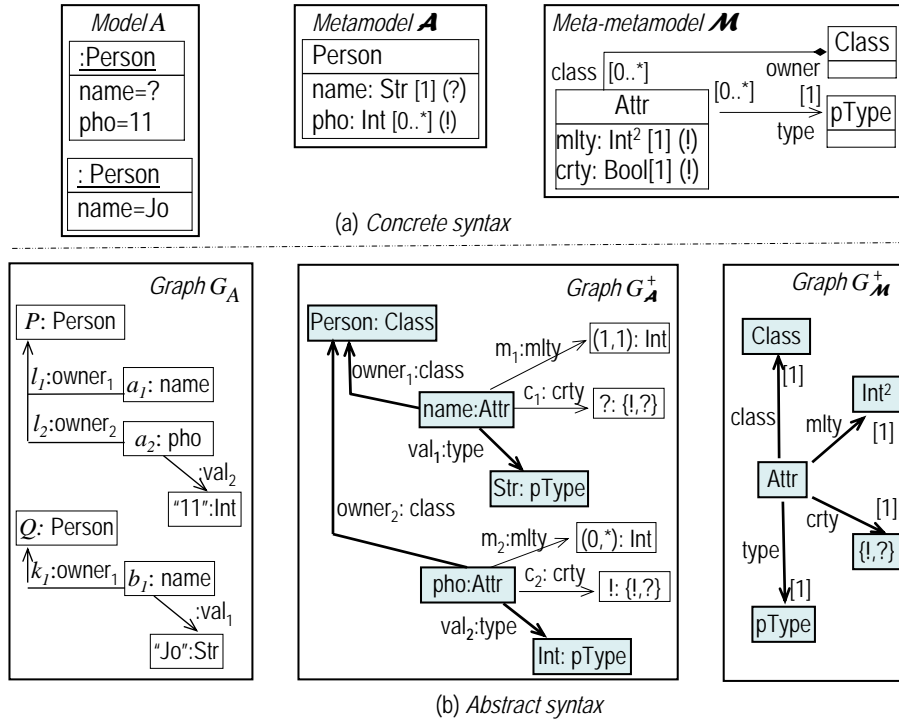 Model A
:Person
name=?
pho=11
: Person
name=Jo
Metamodel A
Person
name: Str [1] (?)
pho: Int [0..*] (!)
Meta-metamodel M
Class
class
[0..*]
owner
Attr
mlty: Int² [1] (!)
crty: Bool[1] (!)
[0..*]
[1]
type
pType
(a) Concrete syntax
Graph G_A
P: Person
l₁:owner₁
a₁: name
l₂:owner₂
a₂: pho
:val₂
"11":Int
Q: Person
k₁:owner₁
b₁: name
:val₁
"Jo":Str
Graph G⁺_A
Person: Class
m₁:mlty
(1,1): Int
owner₁:class
name:Attr
c₁: crty
?: {!,?}
val₁:type
Str: pType
owner₂: class
m₂:mlty
(0,*): Int
pho:Attr
c₂: crty
!: {!,?}
val₂:type
Int: pType
Graph G⁺_M
Class
[1]
class
Int²
mlty
[1]
Attr
crty
[1]
{!,?}
type
[1]
pType
(b) Abstract syntax